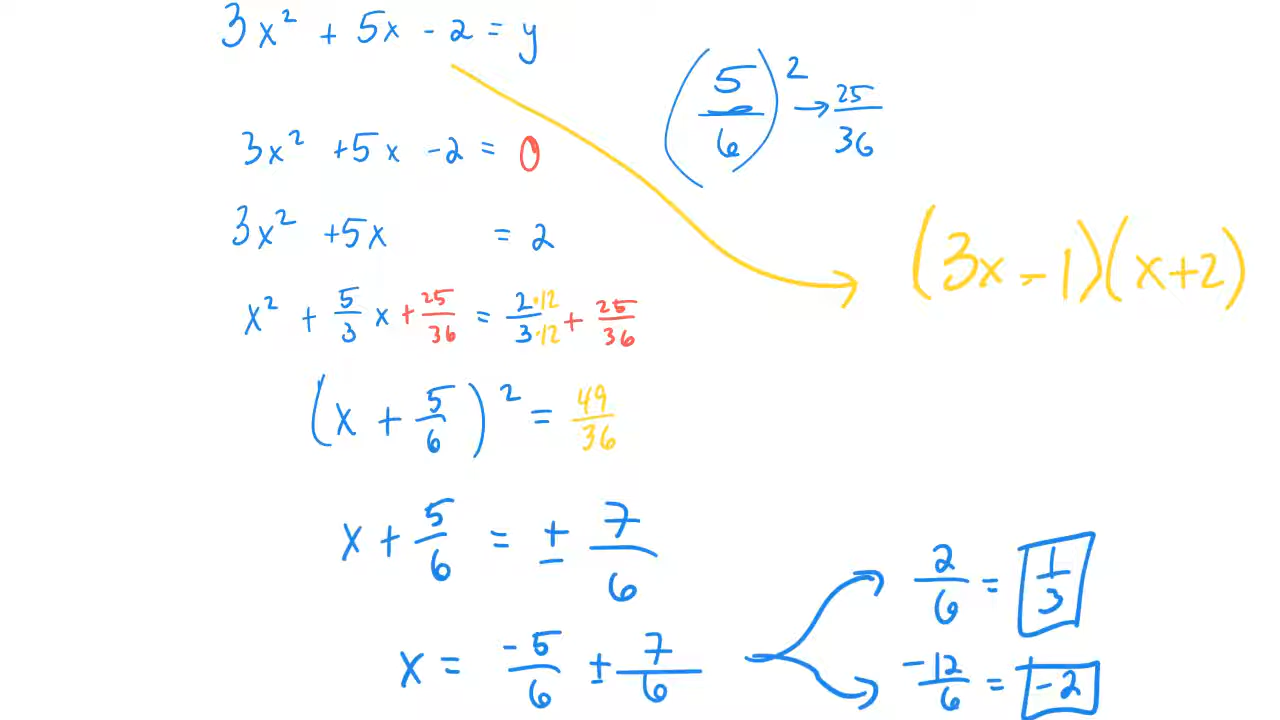 3x² + 5x - 2 = y
(5/6)² → 25/36
3x² + 5x - 2 = 0
3x² + 5x = 2
(3x - 1)(x + 2)
x² + 5/3 x + 25/36 = 2·12/3·12 + 25/36
(x + 5/6)² = 49/36
x + 5/6 = ± 7/6
2/6 = 1/3
x = -5/6 ± 7/6
-12/6 = -2